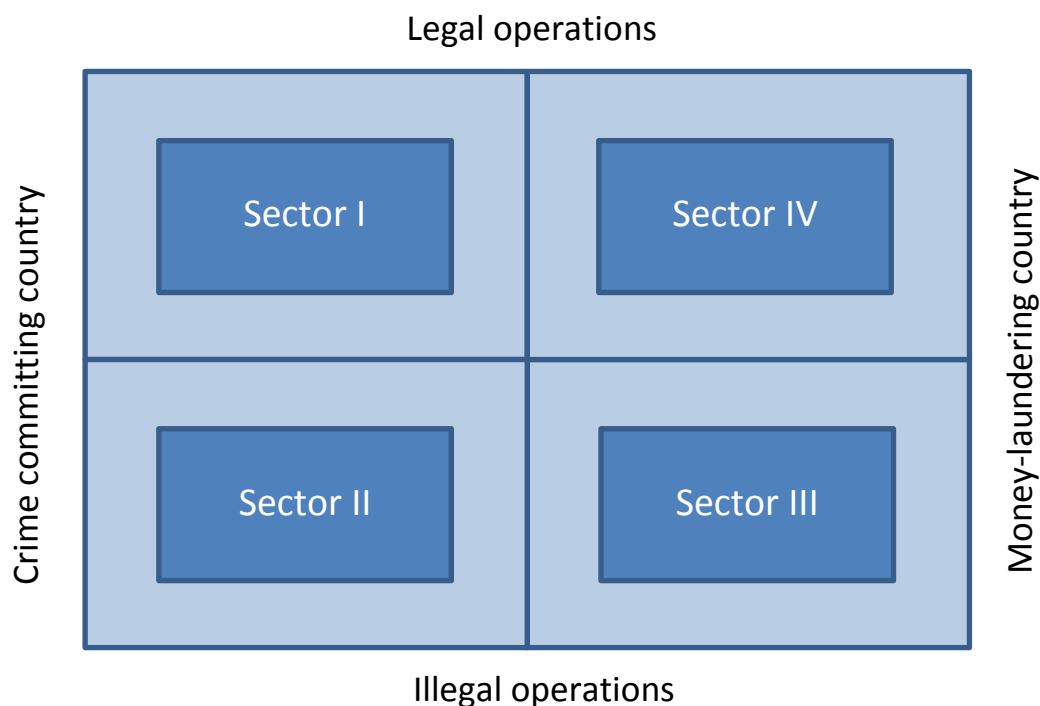 Legal operations
Crime committing country
Sector I
Sector IV
Money-laundering country
Sector II
Sector III
Illegal operations